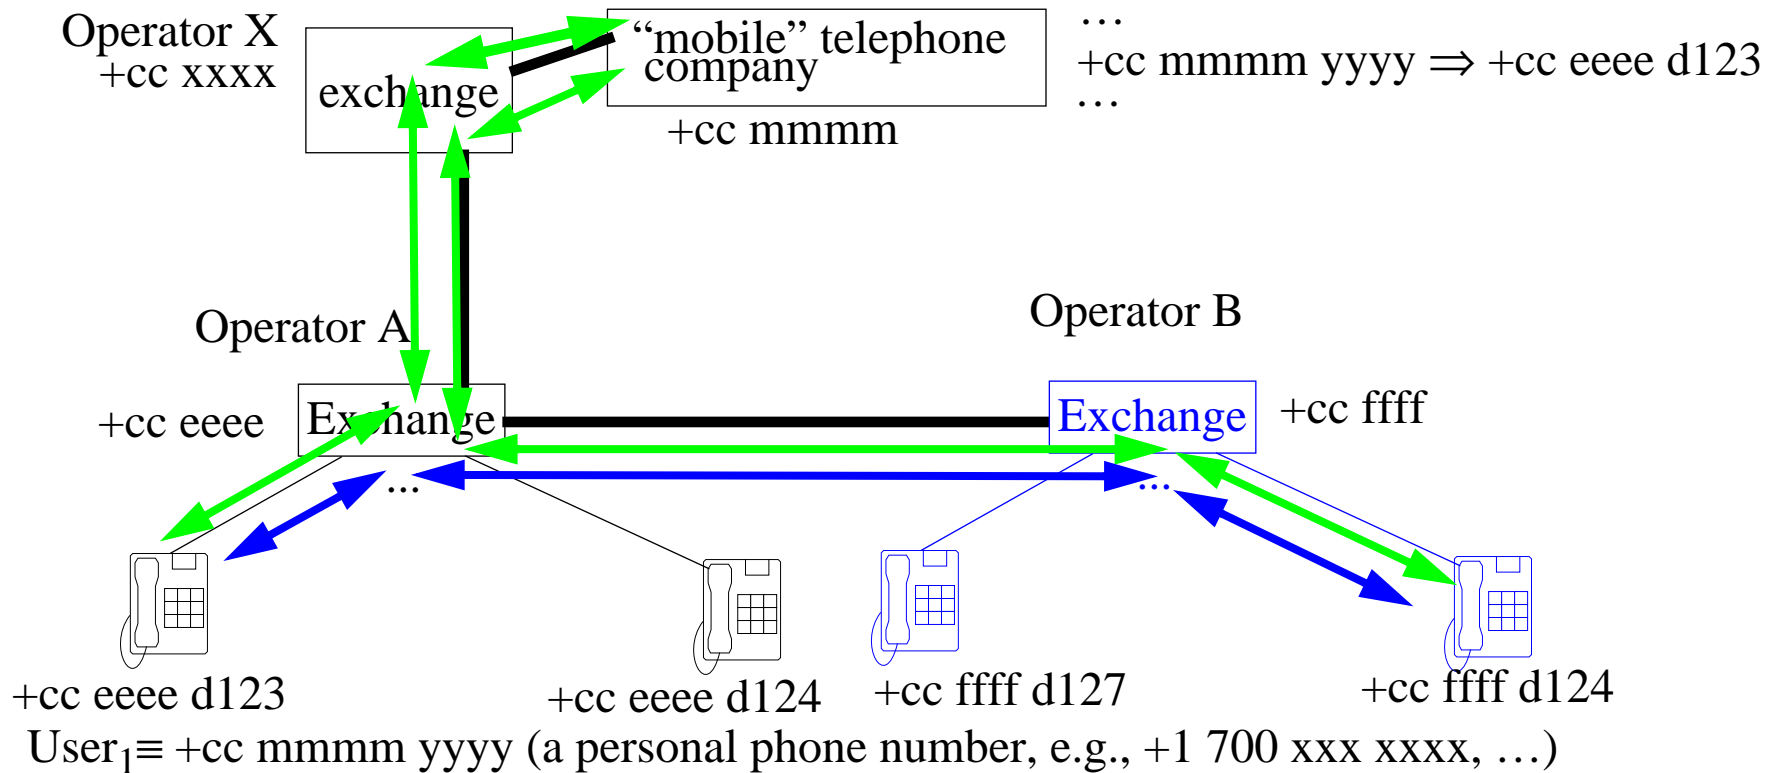 Operator X
+cc xxxx
exchange
“mobile” telephone
company
+cc mmmm
…
+cc mmmm yyyy ⇒ +cc eeee d123
…
Operator A
Operator B
+cc eeee
Exchange
Exchange
+cc ffff
...
...
+cc eeee d123
+cc eeee d124
+cc ffff d127
+cc ffff d124
User₁≡ +cc mmmm yyyy (a personal phone number, e.g., +1 700 xxx xxxx, …)